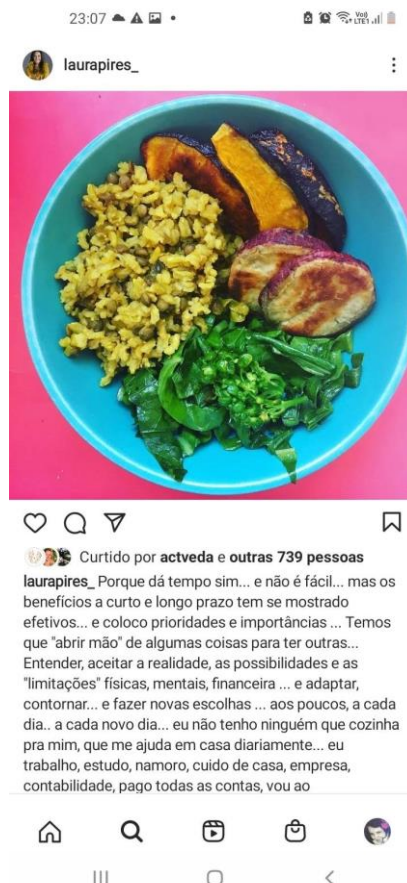 23:07
Voi)
LTE1
laurapires_
Curtido por actveda e outras 739 pessoas
laurapires_ Porque dá tempo sim... e não é fácil... mas os
benefícios a curto e longo prazo tem se mostrado
efetivos... e coloco prioridades e importâncias ... Temos
que "abrir mão" de algumas coisas para ter outras...
Entender, aceitar a realidade, as possibilidades e as
"limitações" físicas, mentais, financeira ... e adaptar,
contornar... e fazer novas escolhas ... aos poucos, a cada
dia.. a cada novo dia... eu não tenho ninguém que cozinha
pra mim, que me ajuda em casa diariamente... eu
trabalho, estudo, namoro, cuido de casa, empresa,
contabilidade, pago todas as contas, vou ao